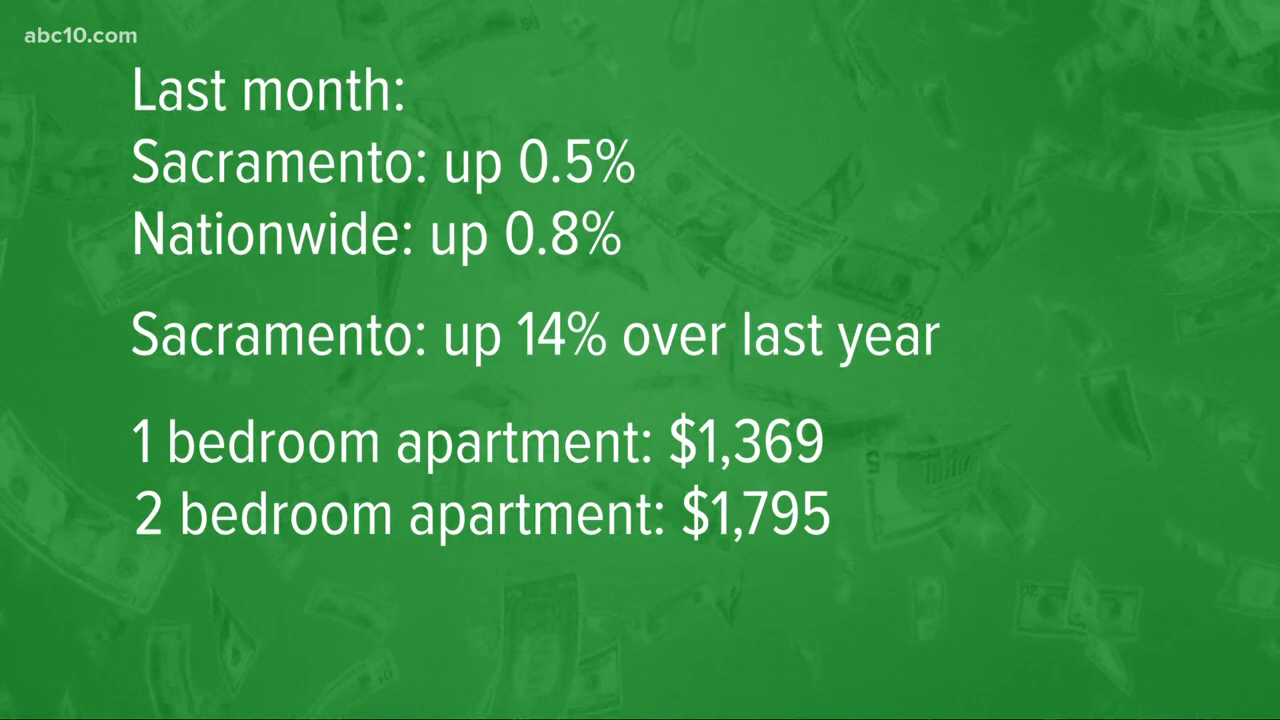 abc10.com
Last month:
Sacramento: up 0.5%
Nationwide: up 0.8%
Sacramento: up 14% over last year
1 bedroom apartment: $1,369
2 bedroom apartment: $1,795